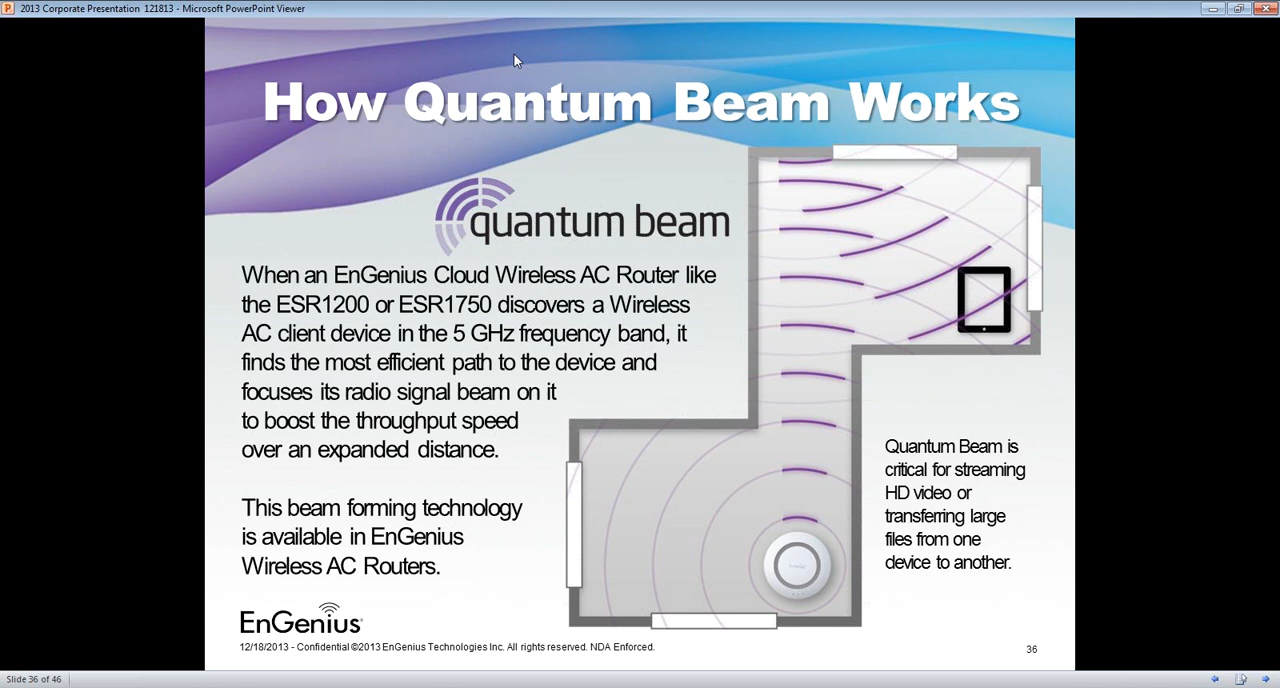 2013 Corporate Presentation 121813 - Microsoft PowerPoint Viewer
How Quantum Beam Works
quantum beam
When an EnGenius Cloud Wireless AC Router like
the ESR1200 or ESR1750 discovers a Wireless
AC client device in the 5 GHz frequency band, it
finds the most efficient path to the device and
focuses its radio signal beam on it
to boost the throughput speed
over an expanded distance.
This beam forming technology
is available in EnGenius
Wireless AC Routers.
Quantum Beam is
critical for streaming
HD video or
transferring large
files from one
device to another.
EnGenius
12/18/2013 - Confidential ©2013 EnGenius Technologies Inc. All rights reserved. NDA Enforced.
36
Slide 36 of 46